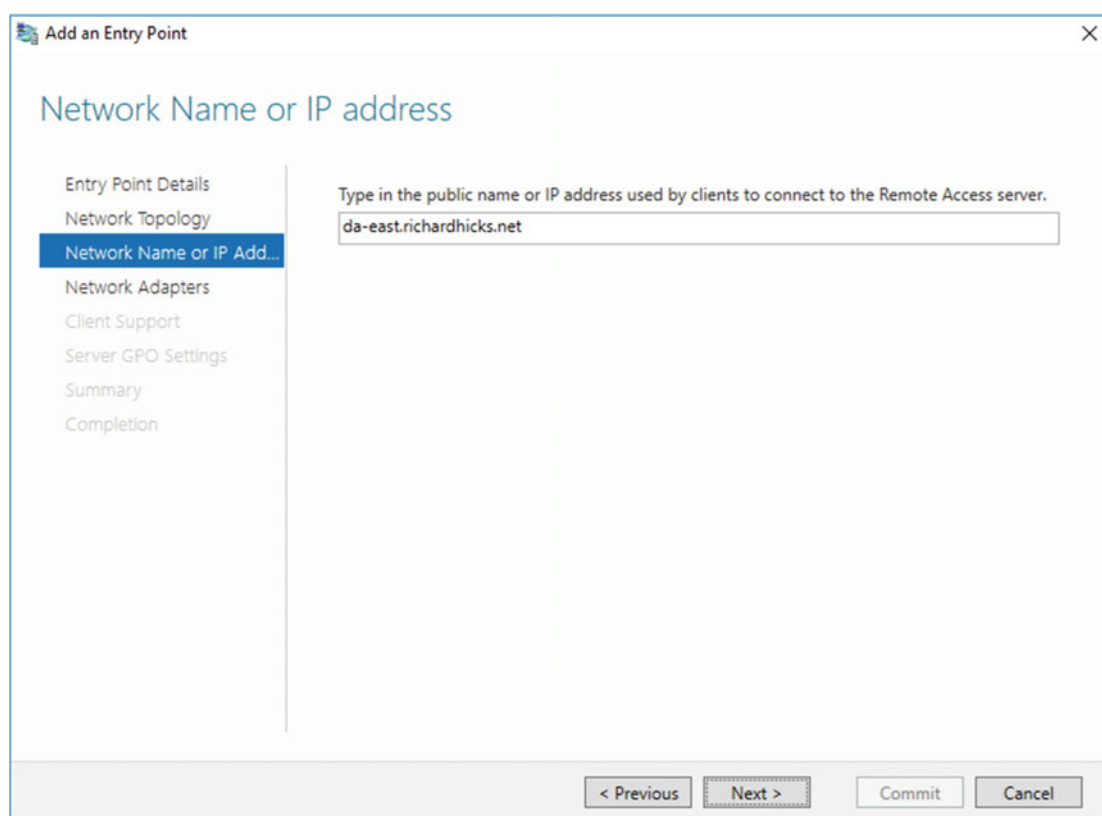 Add an Entry Point
Network Name or IP address
Entry Point Details
Network Topology
Network Name or IP Add...
Network Adapters
Client Support
Server GPO Settings
Summary
Completion
Type in the public name or IP address used by clients to connect to the Remote Access server.
da-east.richardhicks.net
< Previous
Next >
Commit
Cancel